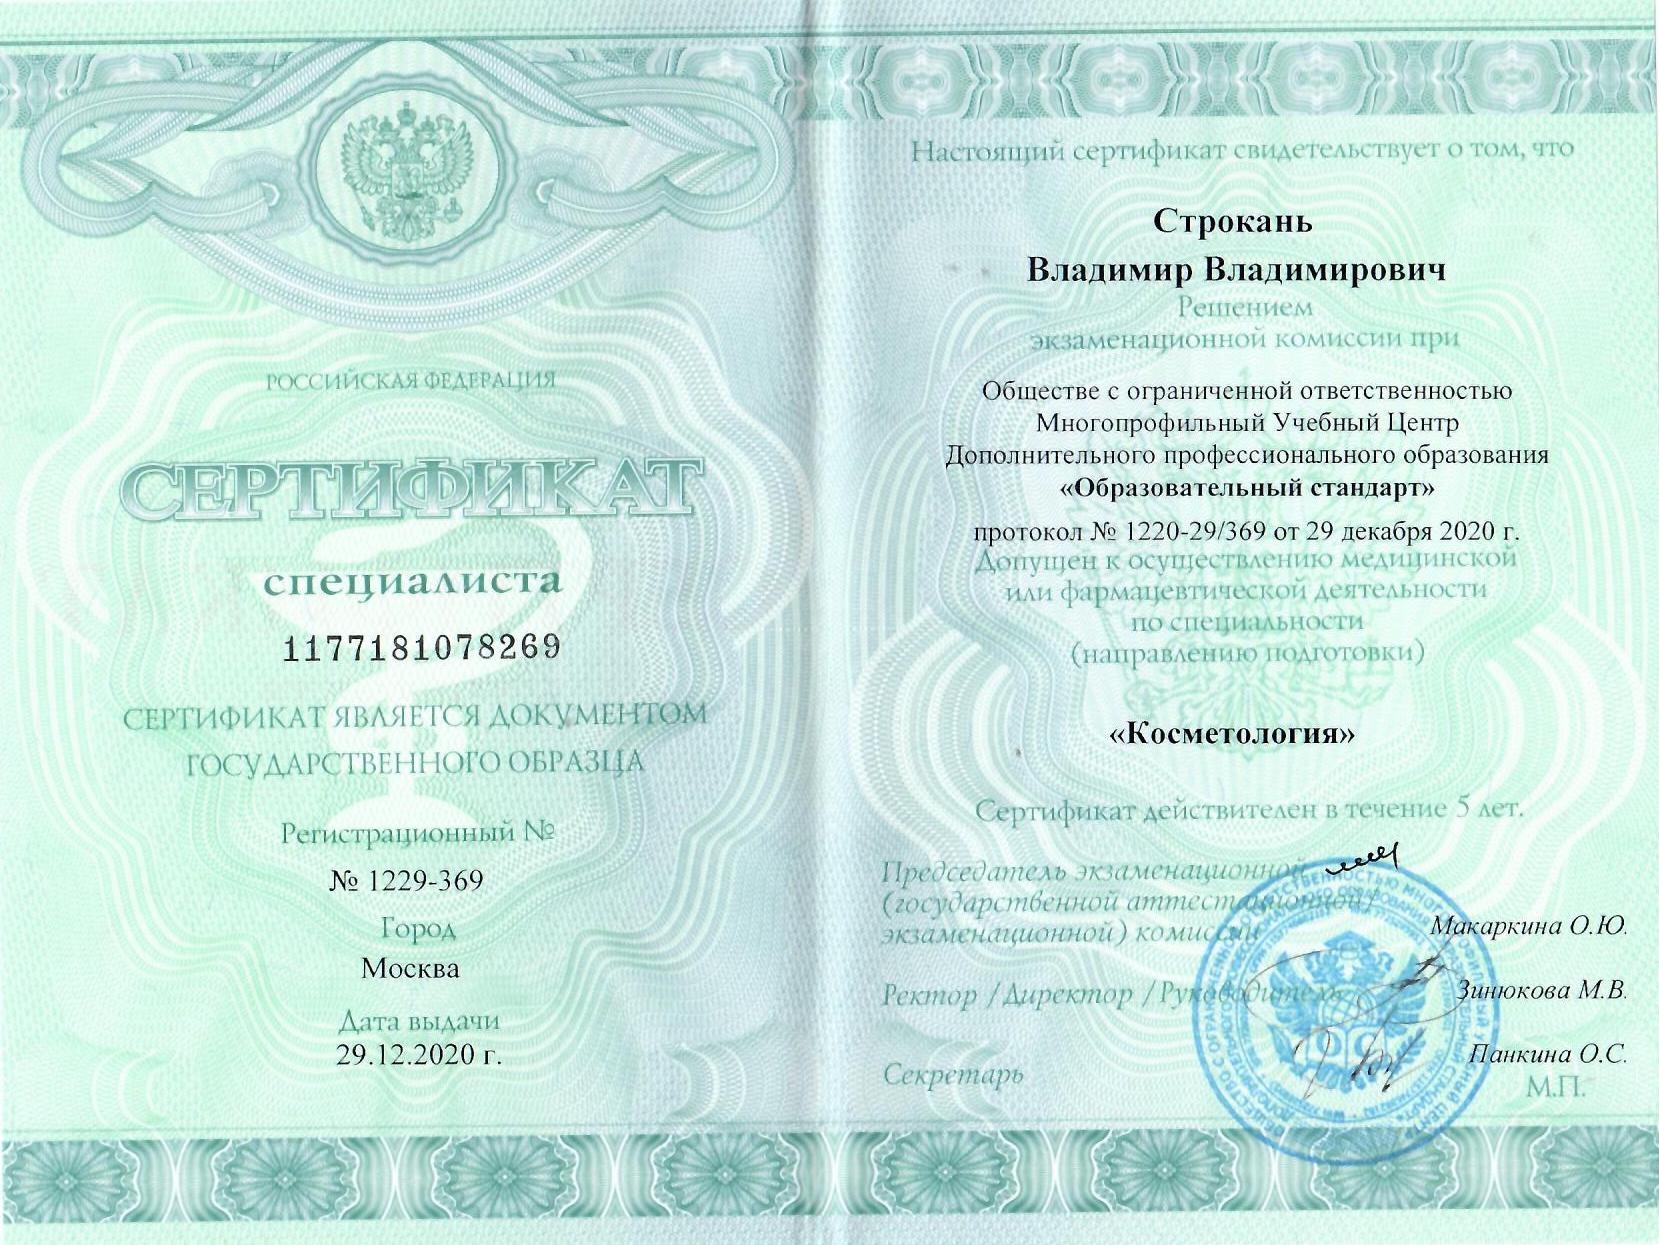 РОССИЙСКАЯ ФЕДЕРАЦИЯ
СЕРТИФИКАТ
специалиста
1177181078269
СЕРТИФИКАТ ЯВЛЯЕТСЯ ДОКУМЕНТОМ
ГОСУДАРСТВЕННОГО ОБРАЗЦА
Регистрационный №
№ 1229-369
Город
Москва
Дата выдачи
29.12.2020 г.
Настоящий сертификат свидетельствует о том, что
Строкань
Владимир Владимирович
Решением
экзаменационной комиссии при
Обществе с ограниченной ответственностью
Многопрофильный Учебный Центр
Дополнительного профессионального образования
«Образовательный стандарт»
протокол № 1220-29/369 от 29 декабря 2020 г.
Допущен к осуществлению медицинской
или фармацевтической деятельности
по специальности
(направлению подготовки)
«Косметология»
Сертификат действителен в течение 5 лет.
Председатель экзаменационной
(государственной аттестационной/
экзаменационной) комиссии
Макаркина О.Ю.
Ректор /Директор /Руководитель
Зинюкова М.В.
Секретарь
Панкина О.С.
М.П.